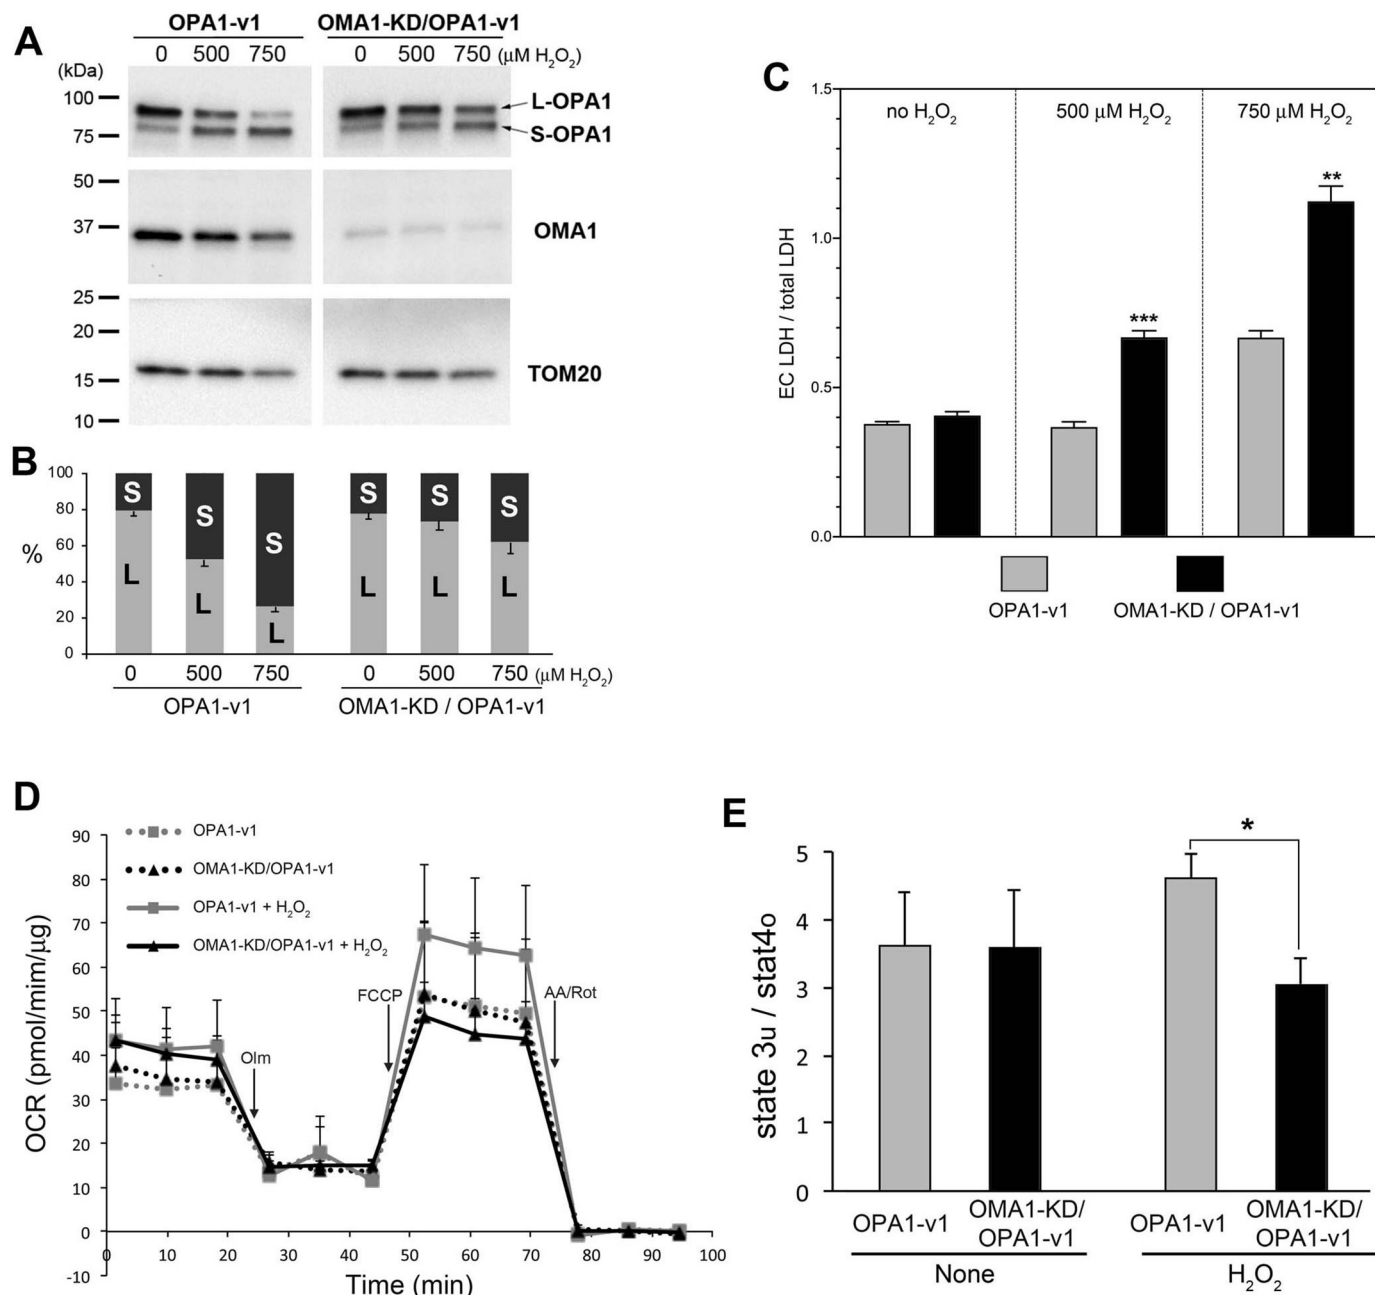 A
OPA1-v1 OMA1-KD/OPA1-v1
0 500 750 0 500 750 (μM H₂O₂)
(kDa)
100
75
L-OPA1
S-OPA1
50
37
OMA1
25
20
15
10
TOM20
B
100
80
60
40
20
0
%
S S S S S S
L L L L L L
0 500 750 0 500 750 (μM H₂O₂)
OPA1-v1 OMA1-KD / OPA1-v1
C
1.5
1.0
0.5
0.0
EC LDH / total LDH
no H₂O₂ 500 μM H₂O₂ 750 μM H₂O₂
*** **
OPA1-v1 OMA1-KD / OPA1-v1
D
90
80
70
60
50
40
30
20
10
0
-10
OCR (pmol/mim/μg)
OPA1-v1
OMA1-KD/OPA1-v1
OPA1-v1 + H₂O₂
OMA1-KD/OPA1-v1 + H₂O₂
Olm
FCCP
AA/Rot
0 10 20 30 40 50 60 70 80 90 100
Time (min)
E
5
4
3
2
1
0
state 3u / stat4o
*
OPA1-v1 OMA1-KD/ OPA1-v1 OMA1-KD/
OPA1-v1 OPA1-v1
None H₂O₂